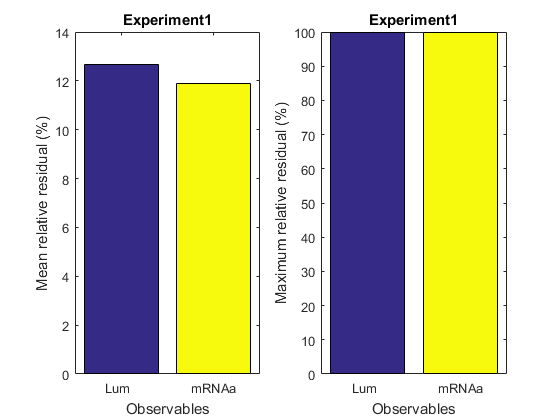 Experiment1
14
12
10
8
6
4
2
0
Mean relative residual (%)
Lum mRNAa
Observables
Experiment1
100
90
80
70
60
50
40
30
20
10
0
Maximum relative residual (%)
Lum mRNAa
Observables